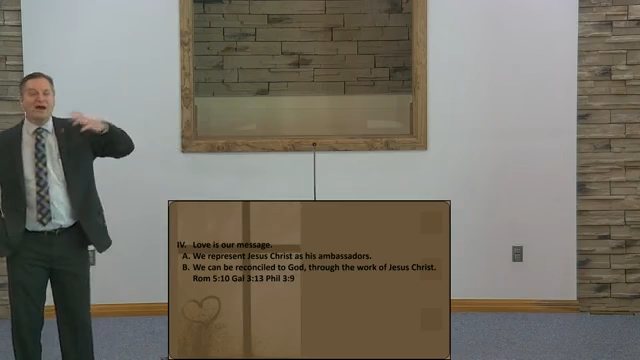 IV. Love is our message.
A. We represent Jesus Christ as his ambassadors.
B. We can be reconciled to God, through the work of Jesus Christ.
Rom 5:10 Gal 3:13 Phil 3:9